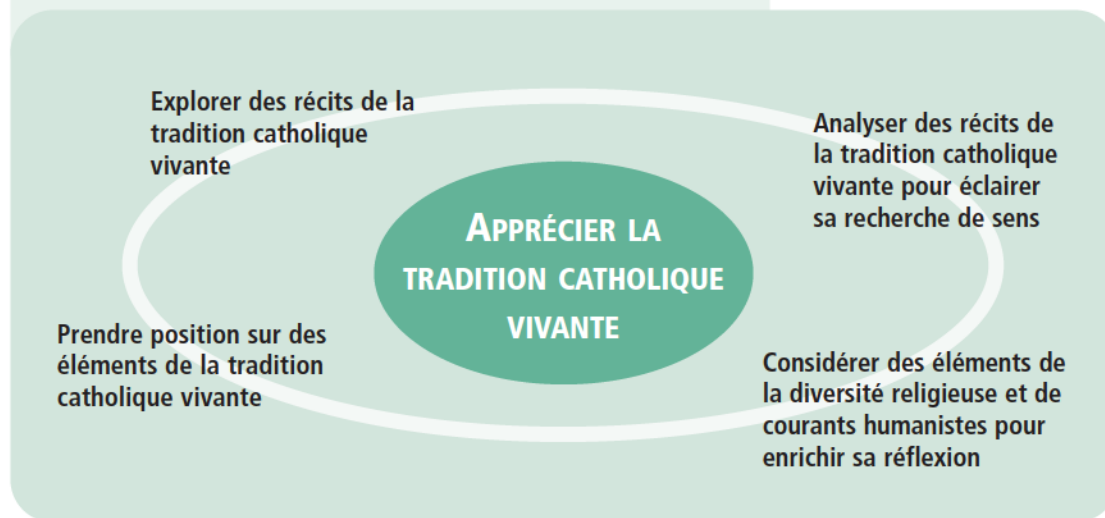 Explorer des récits de la
tradition catholique
vivante
Analyser des récits de
la tradition catholique
vivante pour éclairer
sa recherche de sens
APPRÉCIER LA
TRADITION CATHOLIQUE
VIVANTE
Prendre position sur des
éléments de la tradition
catholique vivante
Considérer des éléments de
la diversité religieuse et de
courants humanistes pour
enrichir sa réflexion